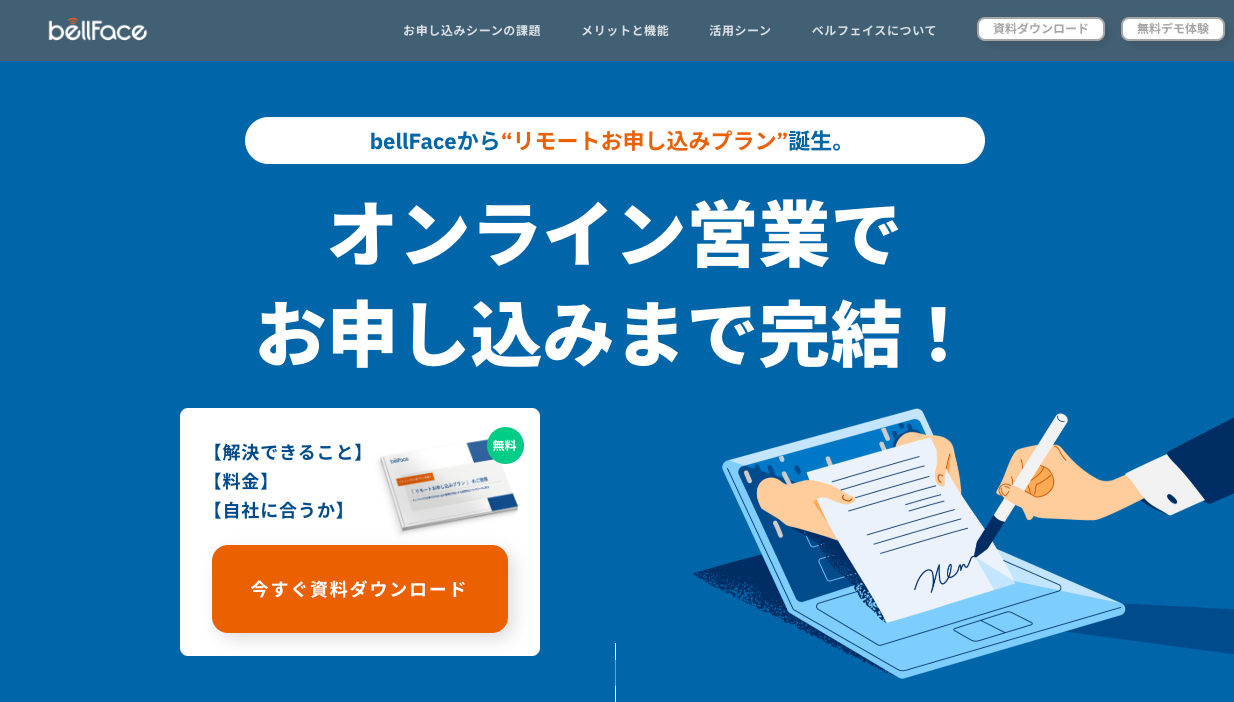 bellFace
お申し込みシーンの課題
メリットと機能
活用シーン
ベルフェイスについて
資料ダウンロード
無料デモ体験
bellFaceから“リモートお申し込みプラン”誕生。
オンライン営業で
お申し込みまで完結！
【解決できること】
【料金】
【自社に合うか】
無料
bellFace
「リモートお申し込みプラン」のご提案
今すぐ資料ダウンロード